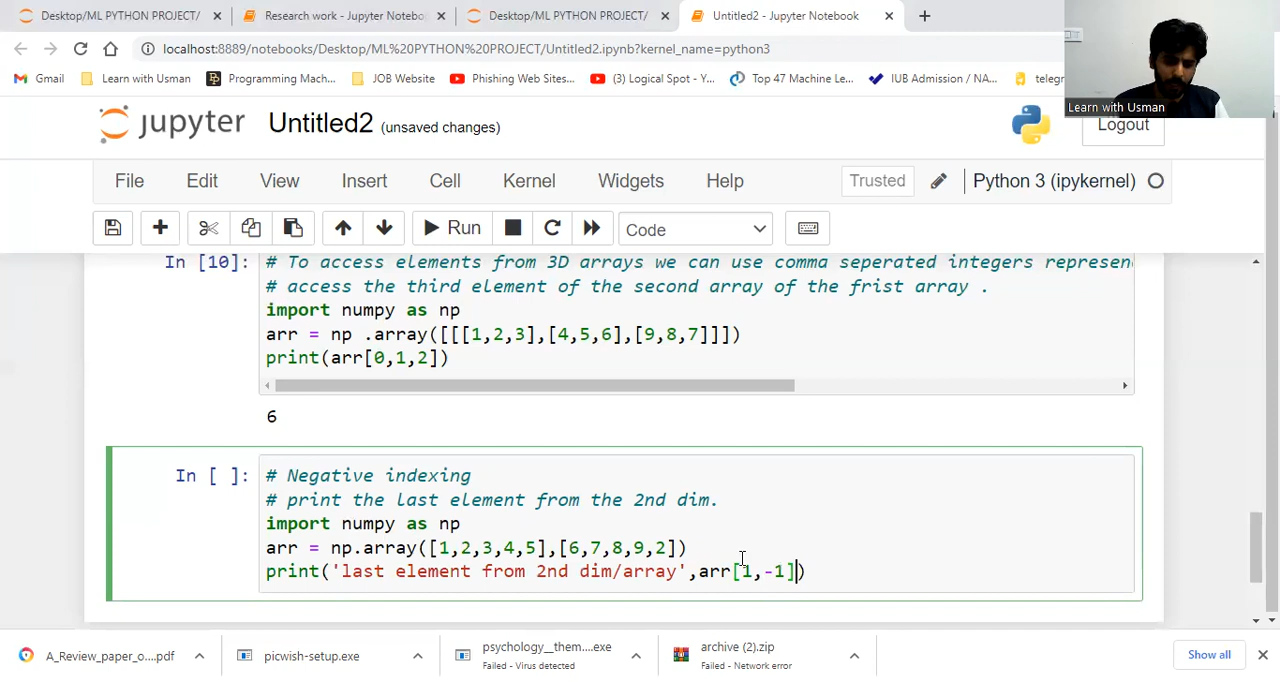 Desktop/ML PYTHON PROJECT/
Research work - Jupyter Notebo
Desktop/ML PYTHON PROJECT/
Untitled2 - Jupyter Notebook
localhost:8889/notebooks/Desktop/ML%20PYTHON%20PROJECT/Untitled2.ipynb?kernel_name=python3
Gmail
Learn with Usman
Programming Mach...
JOB Website
Phishing Web Sites...
(3) Logical Spot - Y...
Top 47 Machine Le...
IUB Admission / NA...
telegr
Learn with Usman
jupyter
Untitled2 (unsaved changes)
Logout
File Edit View Insert Cell Kernel Widgets Help
Trusted
Python 3 (ipykernel)
Run
Code
In [10]:
# To access elements from 3D arrays we can use comma seperated integers represen
# access the third element of the second array of the frist array .
import numpy as np
arr = np .array([[[1,2,3],[4,5,6],[9,8,7]]])
print(arr[0,1,2])
6
In [ ]:
# Negative indexing
# print the last element from the 2nd dim.
import numpy as np
arr = np.array([1,2,3,4,5],[6,7,8,9,2])
print('last element from 2nd dim/array',arr[1,-1])
A_Review_paper_o....pdf
picwish-setup.exe
psychology__them....exe
Failed - Virus detected
archive (2).zip
Failed - Network error
Show all